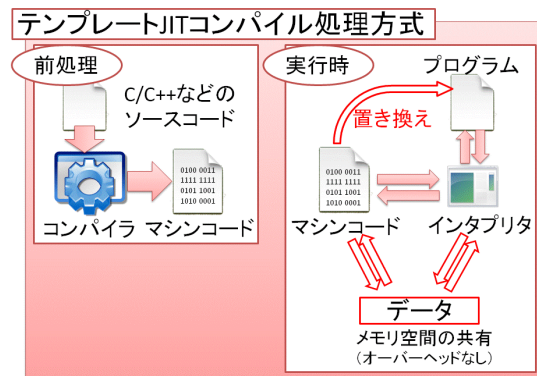 テンプレートJITコンパイル処理方式
前処理
C/C++などの
ソースコード
0100 0011
1111 1111
0101 1001
1010 0001
コンパイラ
マシンコード
実行時
プログラム
置き換え
0100 0011
1111 1111
0101 1001
1010 0001
マシンコード
インタプリタ
データ
メモリ空間の共有
(オーバーヘッドなし)